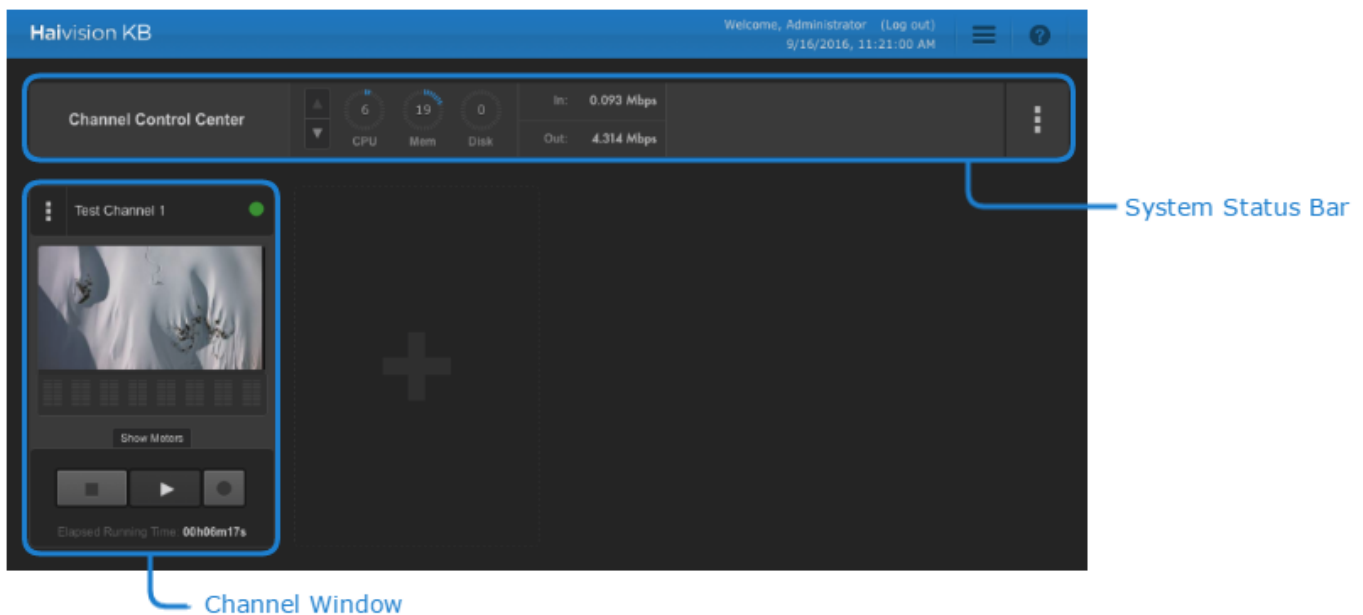 Haivision KB
Welcome, Administrator (Log out)
9/16/2016, 11:21:00 AM
?
Channel Control Center
6
19
0
CPU
Mem
Disk
In: 0.093 Mbps
Out: 4.314 Mbps
System Status Bar
Test Channel 1
Show Meters
Elapsed Running Time: 00h06m17s
Channel Window